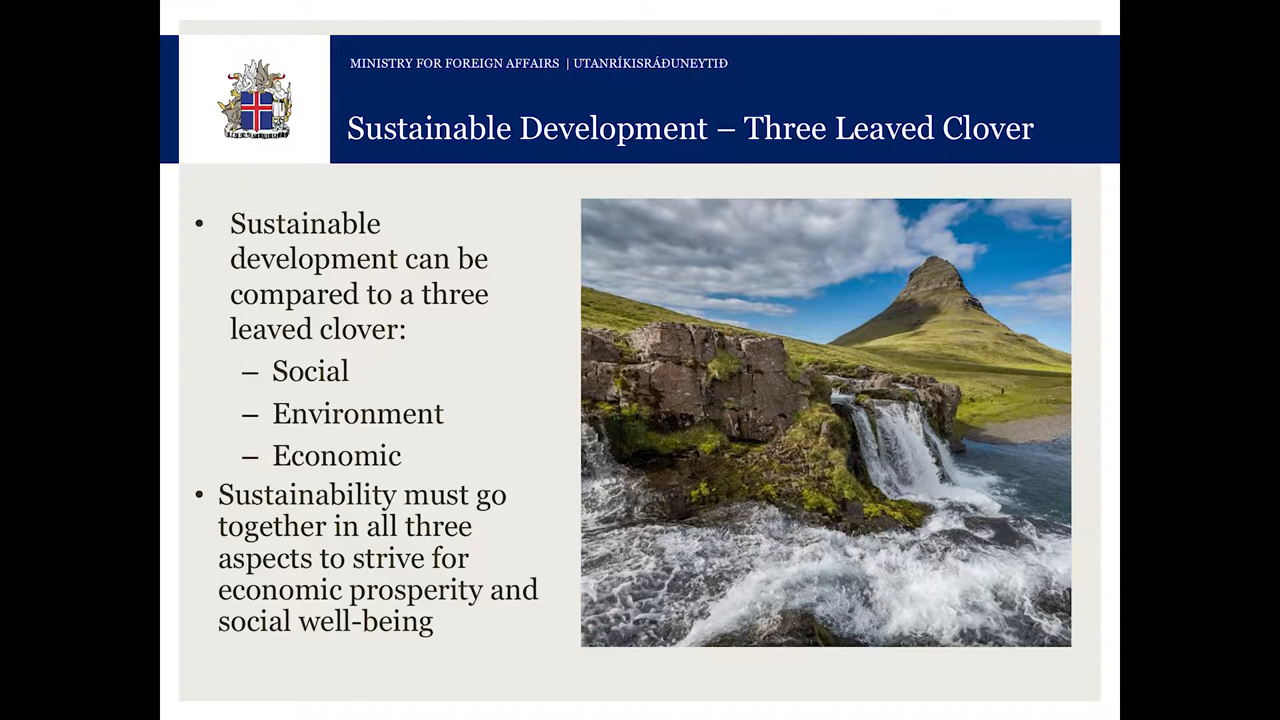 MINISTRY FOR FOREIGN AFFAIRS | UTANRÍKISRÁÐUNEYTIÐ
Sustainable Development – Three Leaved Clover
• Sustainable
development can be
compared to a three
leaved clover:
– Social
– Environment
– Economic
• Sustainability must go
together in all three
aspects to strive for
economic prosperity and
social well-being